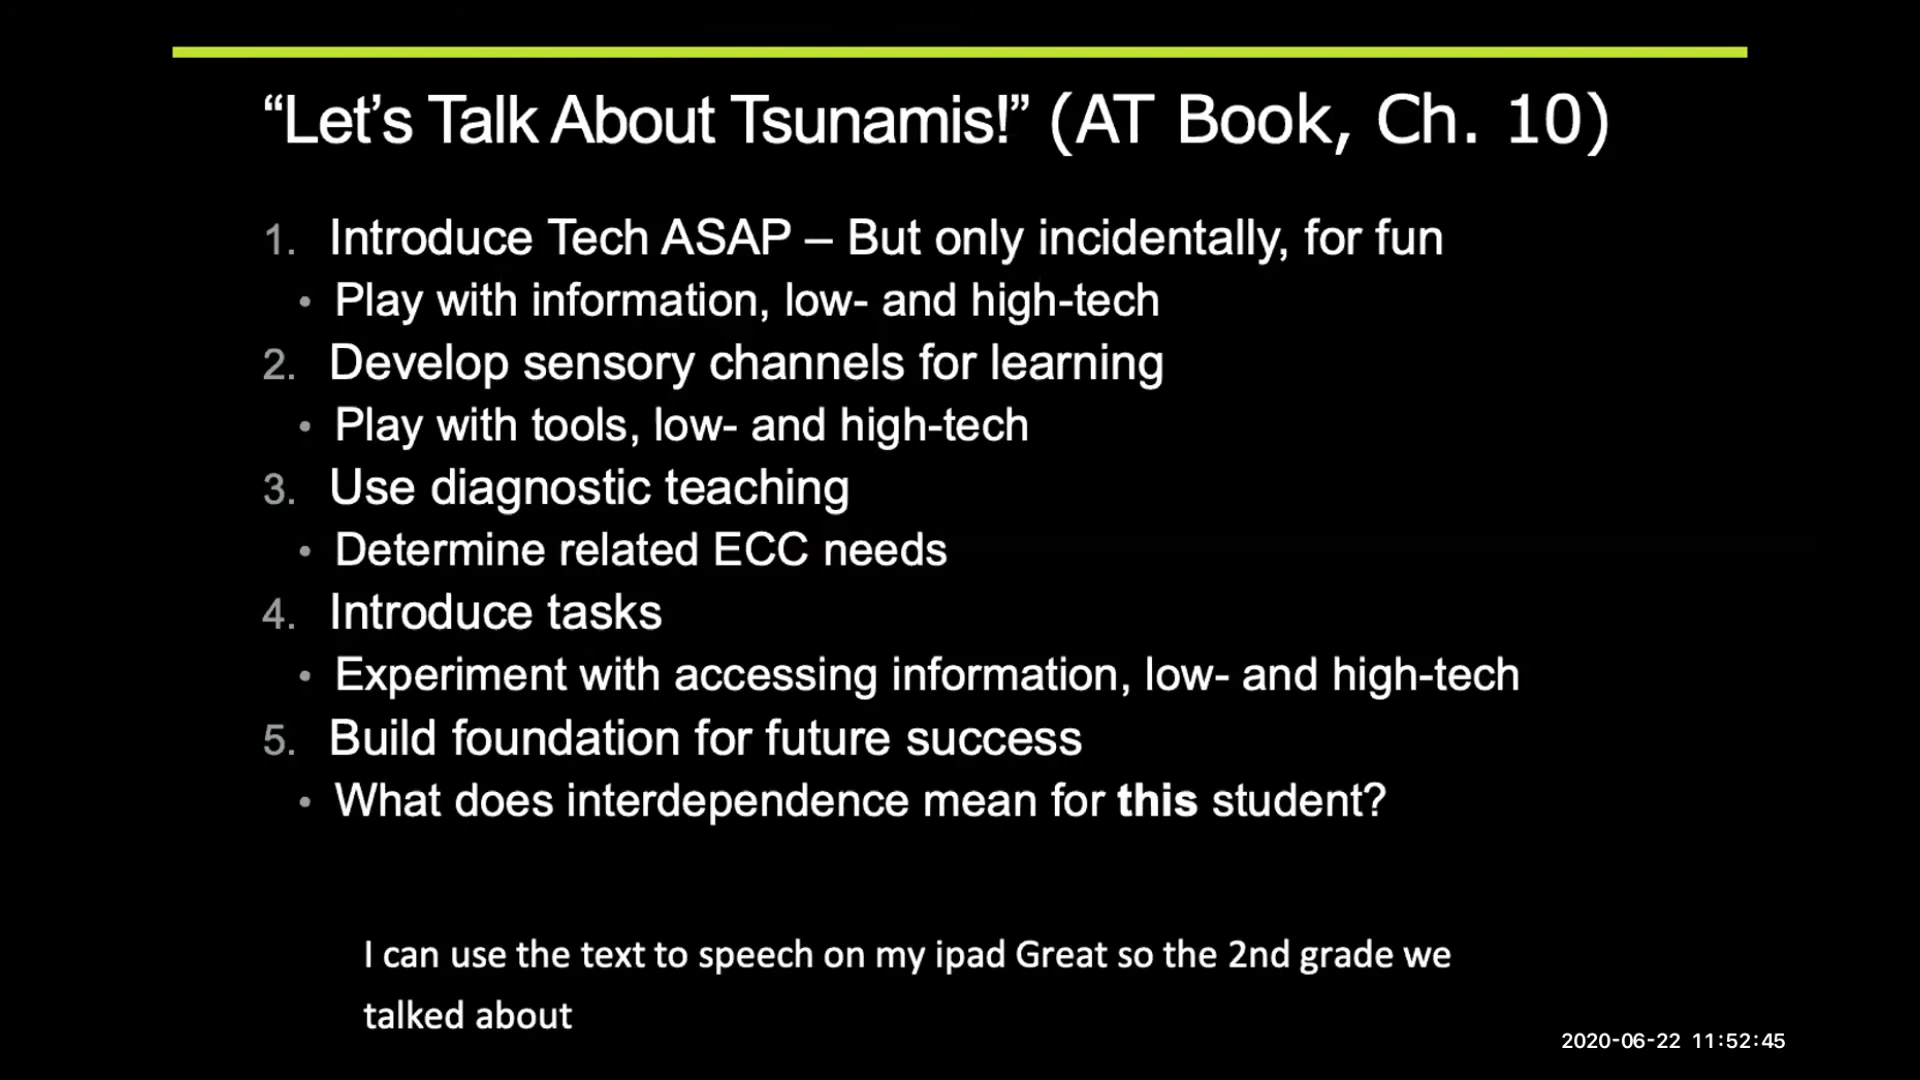 “Let’s Talk About Tsunamis!” (AT Book, Ch. 10)
1. Introduce Tech ASAP – But only incidentally, for fun
• Play with information, low- and high-tech
2. Develop sensory channels for learning
• Play with tools, low- and high-tech
3. Use diagnostic teaching
• Determine related ECC needs
4. Introduce tasks
• Experiment with accessing information, low- and high-tech
5. Build foundation for future success
• What does interdependence mean for this student?
I can use the text to speech on my ipad Great so the 2nd grade we
talked about
2020-06-22 11:52:45